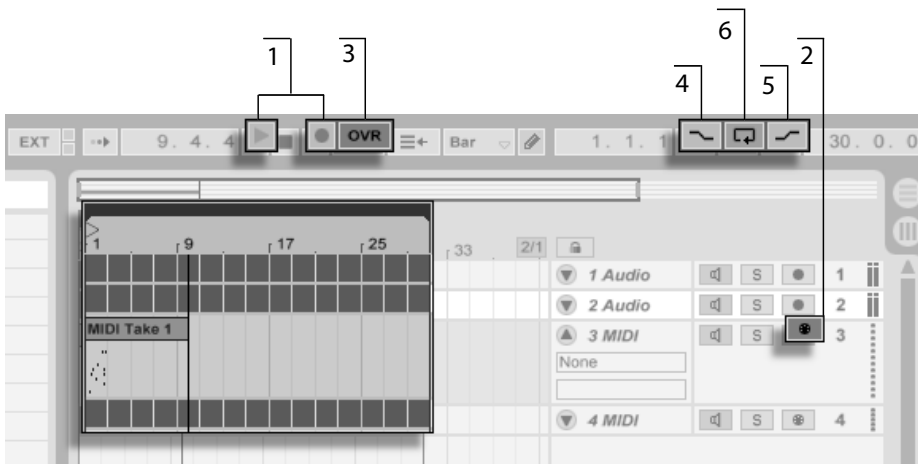 6
1 3 2
4 5
EXT 9. 4. 4 OVR Bar 1. 1. 1 30. 0. 0
1 9 17 25 33 2/1
1 Audio S 1
2 Audio S 2
MIDI Take 1 3 MIDI S 3
None
4 MIDI S 4